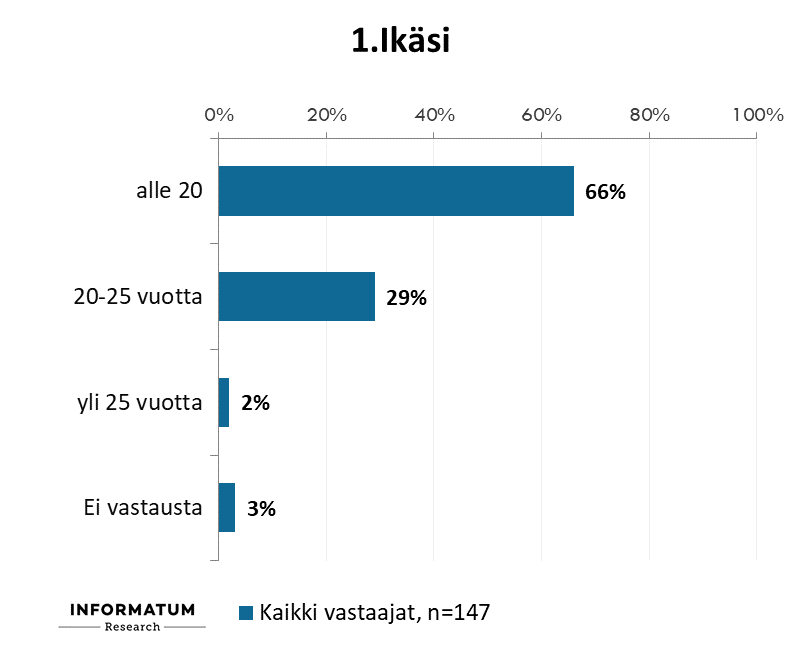 1.Ikäsi
0% 20% 40% 60% 80% 100%
alle 20 66%
20-25 vuotta 29%
yli 25 vuotta 2%
Ei vastausta 3%
INFORMATUM
Research
Kaikki vastaajat, n=147